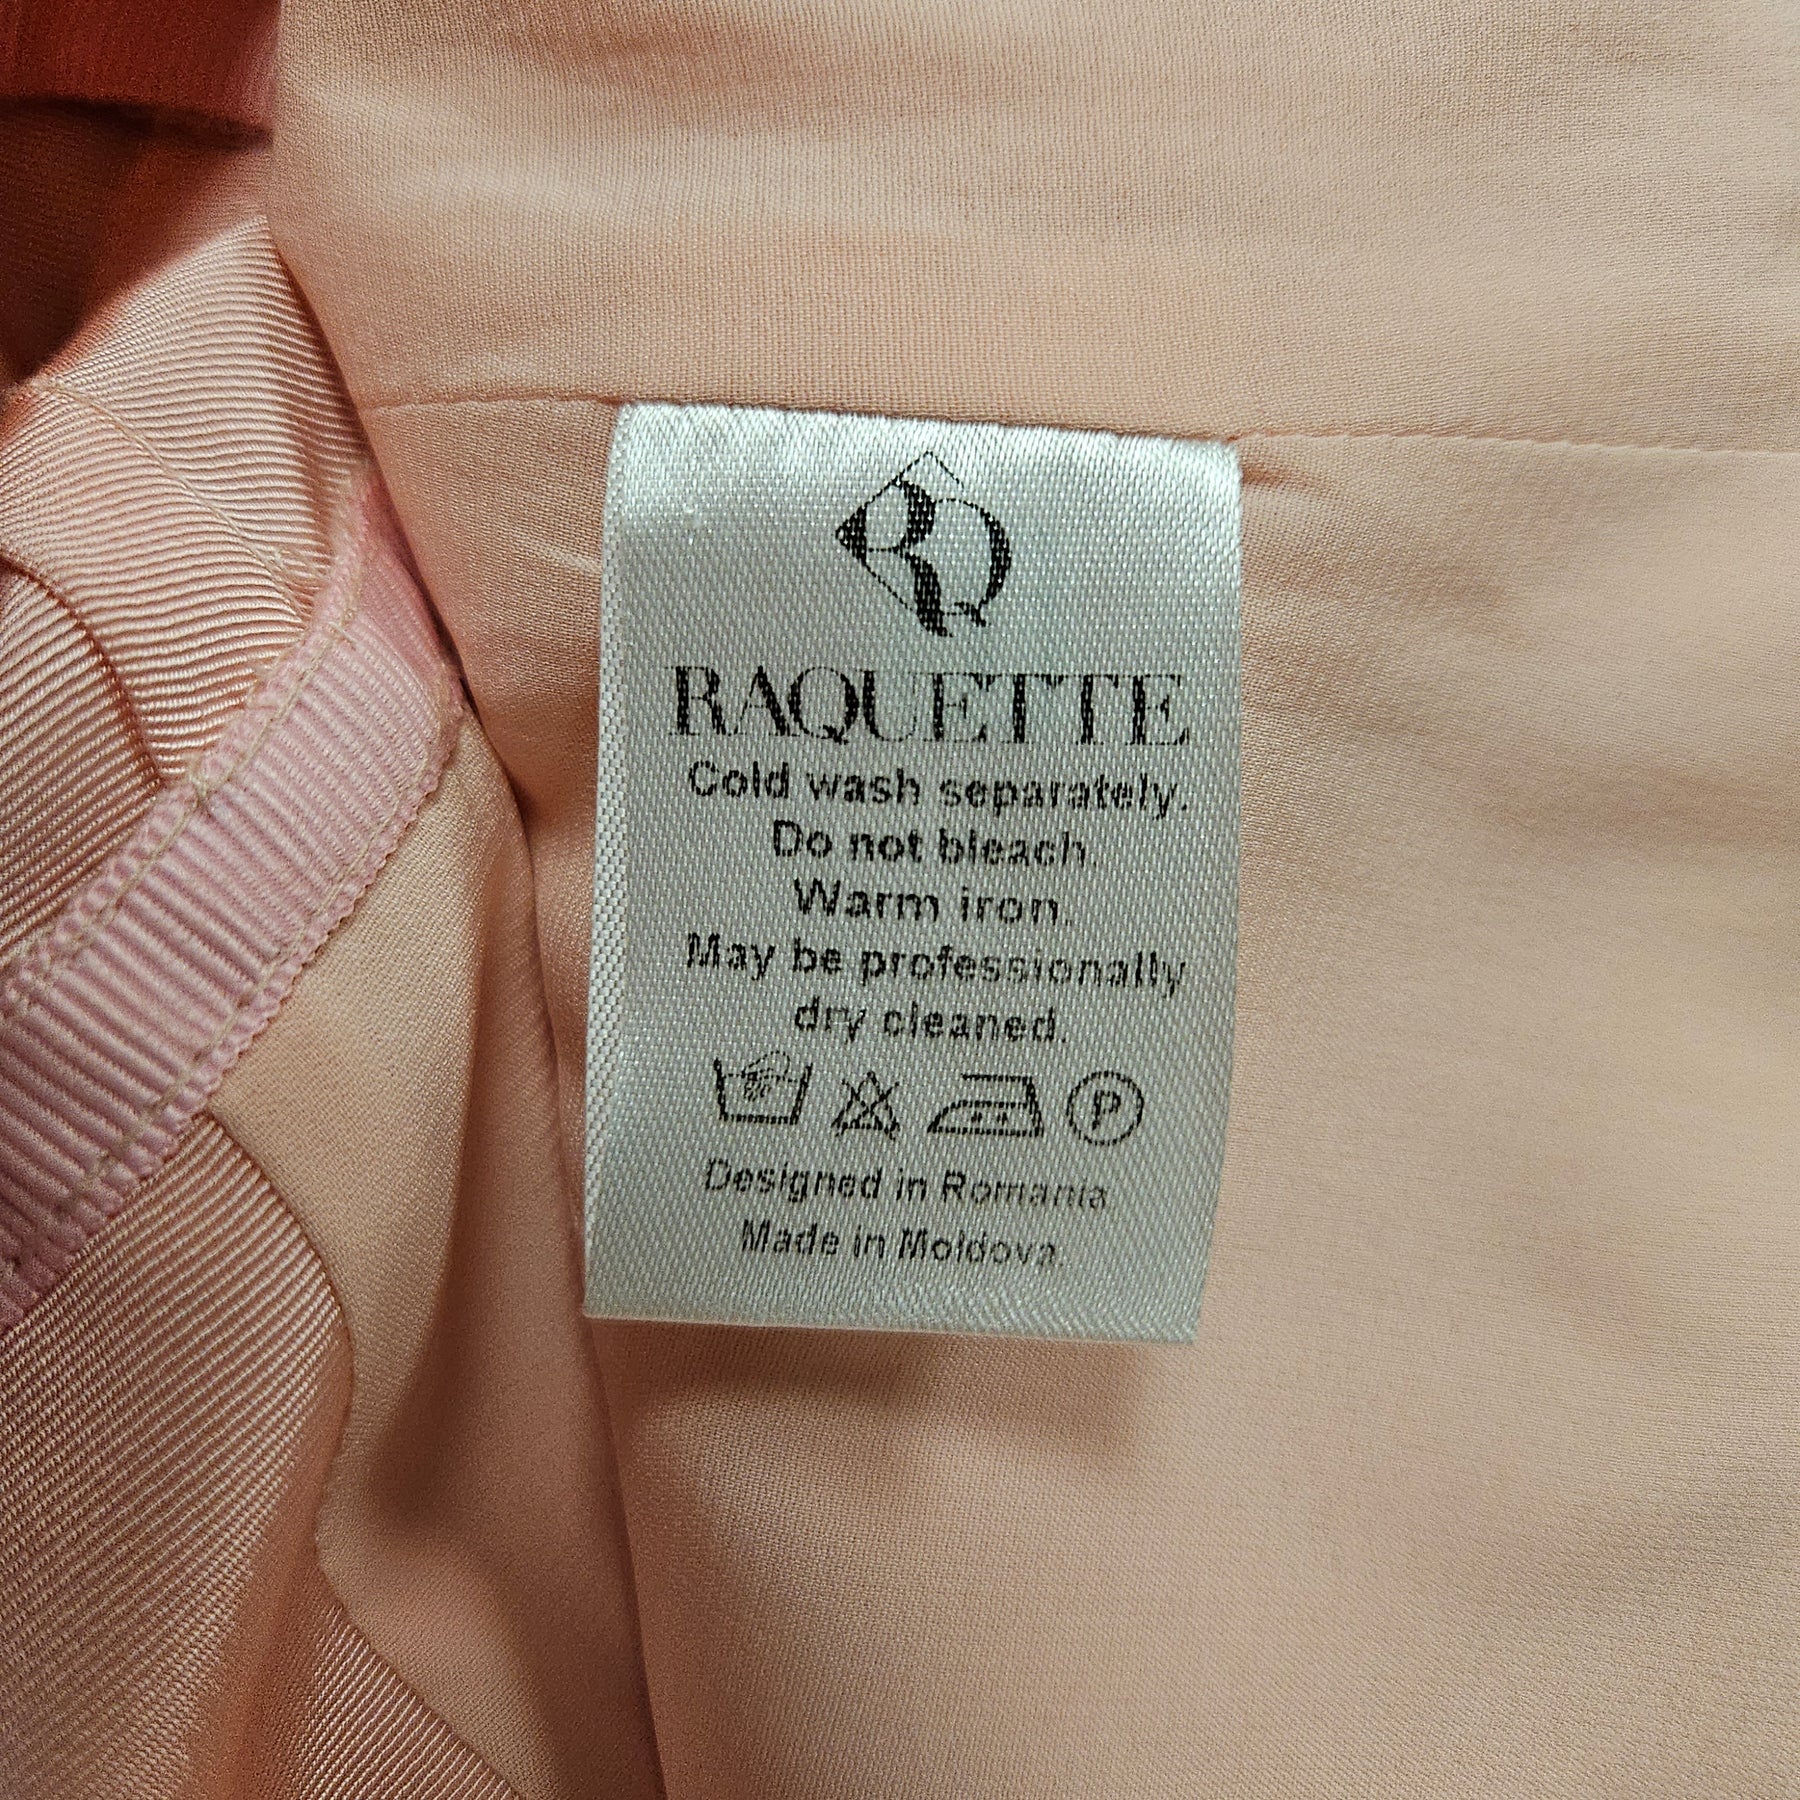 RQ
RAQUETTE
Cold wash separately.
Do not bleach.
Warm iron.
May be professionally
dry cleaned.
P
Designed in Romania
Made in Moldova.